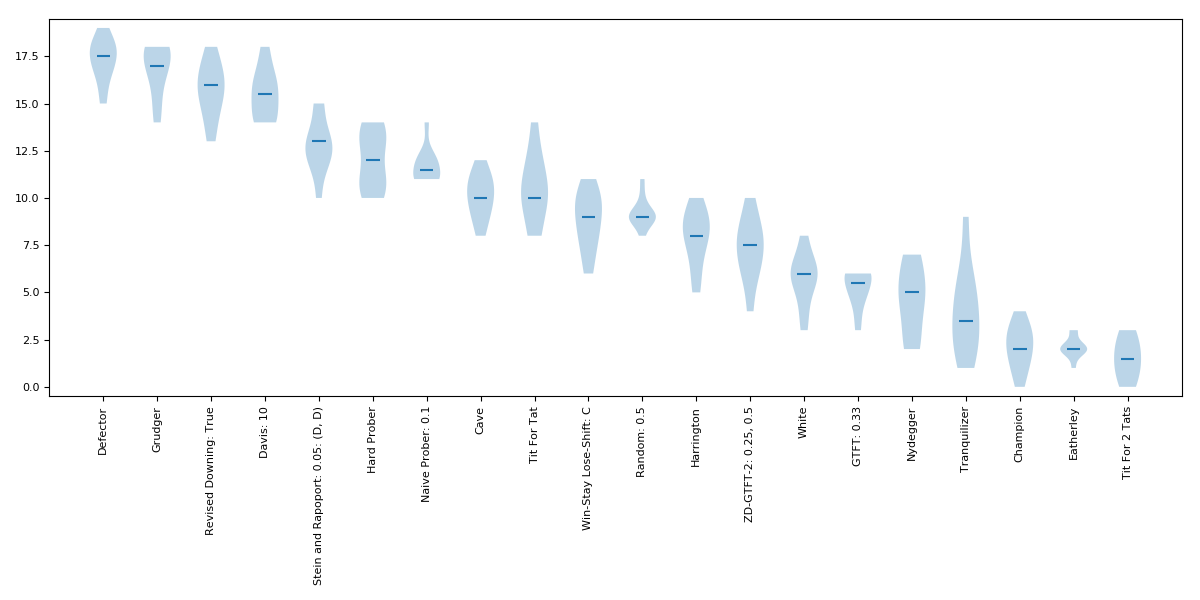 17.5
15.0
12.5
10.0
7.5
5.0
2.5
0.0
Defector
Grudger
Revised Downing: True
Davis: 10
Stein and Rapoport: 0.05: (D, D)
Hard Prober
Naive Prober: 0.1
Cave
Tit For Tat
Win-Stay Lose-Shift: C
Random: 0.5
Harrington
ZD-GTFT-2: 0.25, 0.5
White
GTFT: 0.33
Nydegger
Tranquilizer
Champion
Eatherley
Tit For 2 Tats